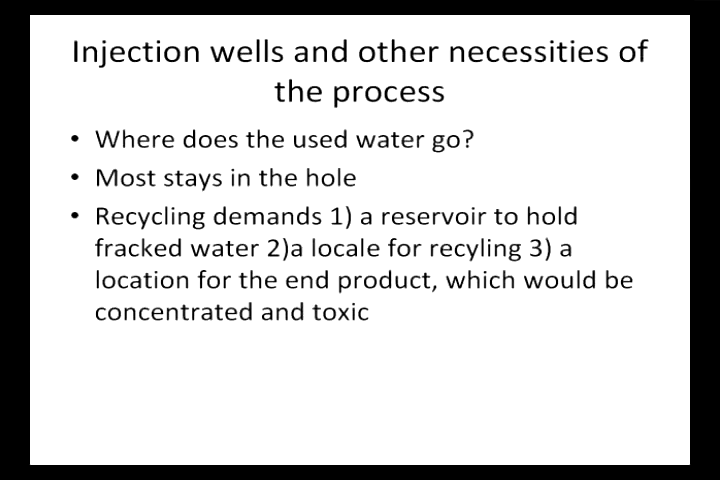 Injection wells and other necessities of
the process
• Where does the used water go?
• Most stays in the hole
• Recycling demands 1) a reservoir to hold
fracked water 2)a locale for recyling 3) a
location for the end product, which would be
concentrated and toxic